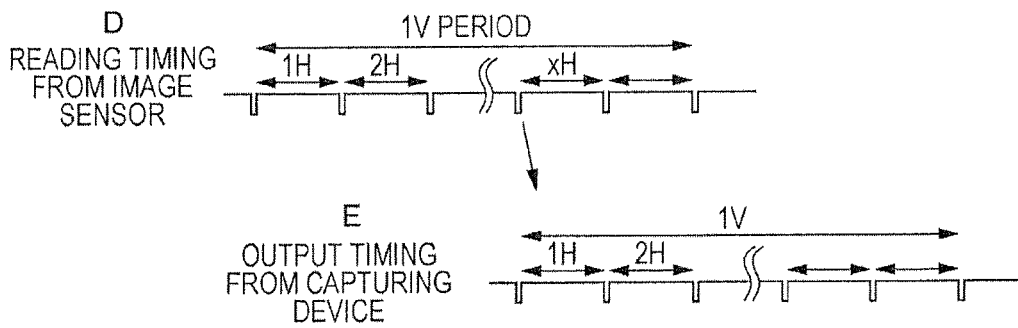 D
READING TIMING
FROM IMAGE
SENSOR
1V PERIOD
1H 2H xH
E
OUTPUT TIMING
FROM CAPTURING
DEVICE
1V
1H 2H